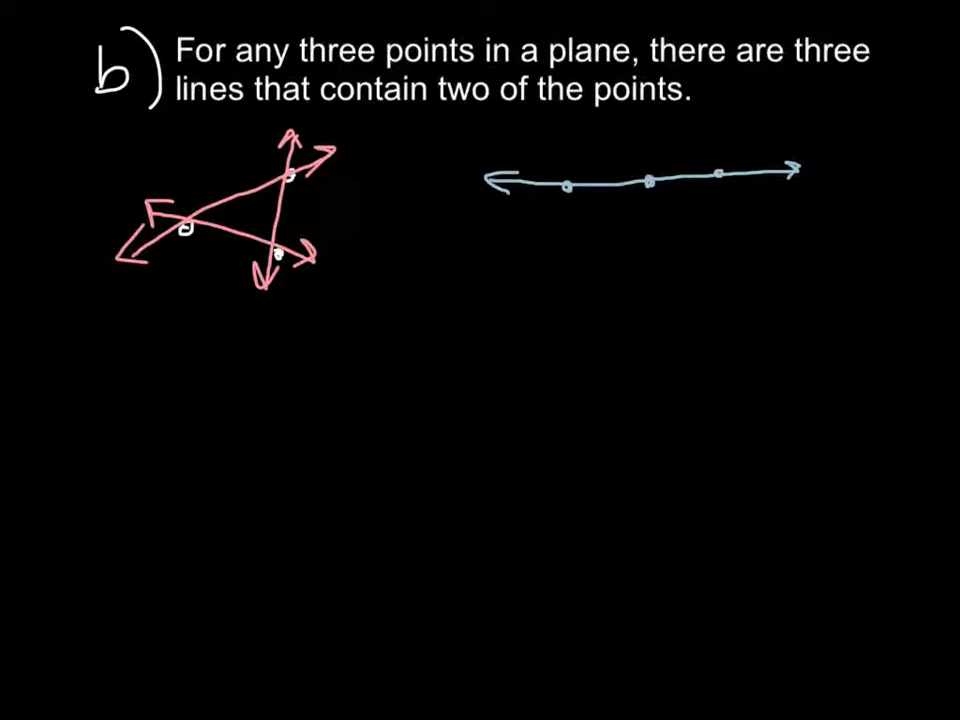 b) For any three points in a plane, there are three
lines that contain two of the points.